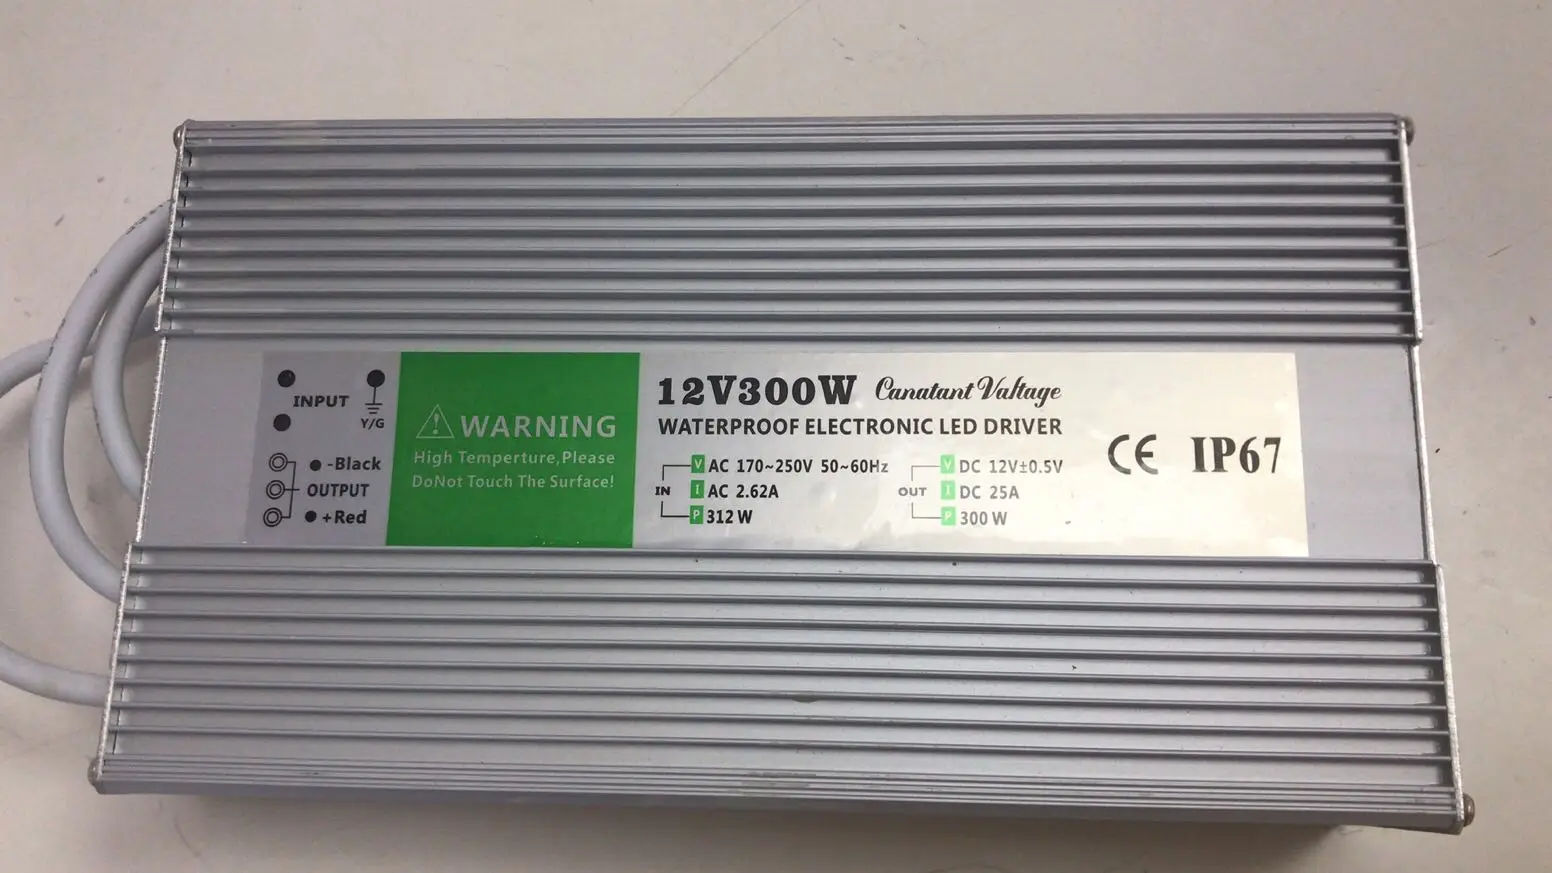 INPUT
Y/G
-Black
OUTPUT
+Red
WARNING
High Temperture,Please
DoNot Touch The Surface!
12V300W Canatant Valtage
WATERPROOF ELECTRONIC LED DRIVER
IN
V AC 170~250V 50~60Hz
I AC 2.62A
P 312 W
OUT
V DC 12V±0.5V
I DC 25A
P 300 W
CE IP67